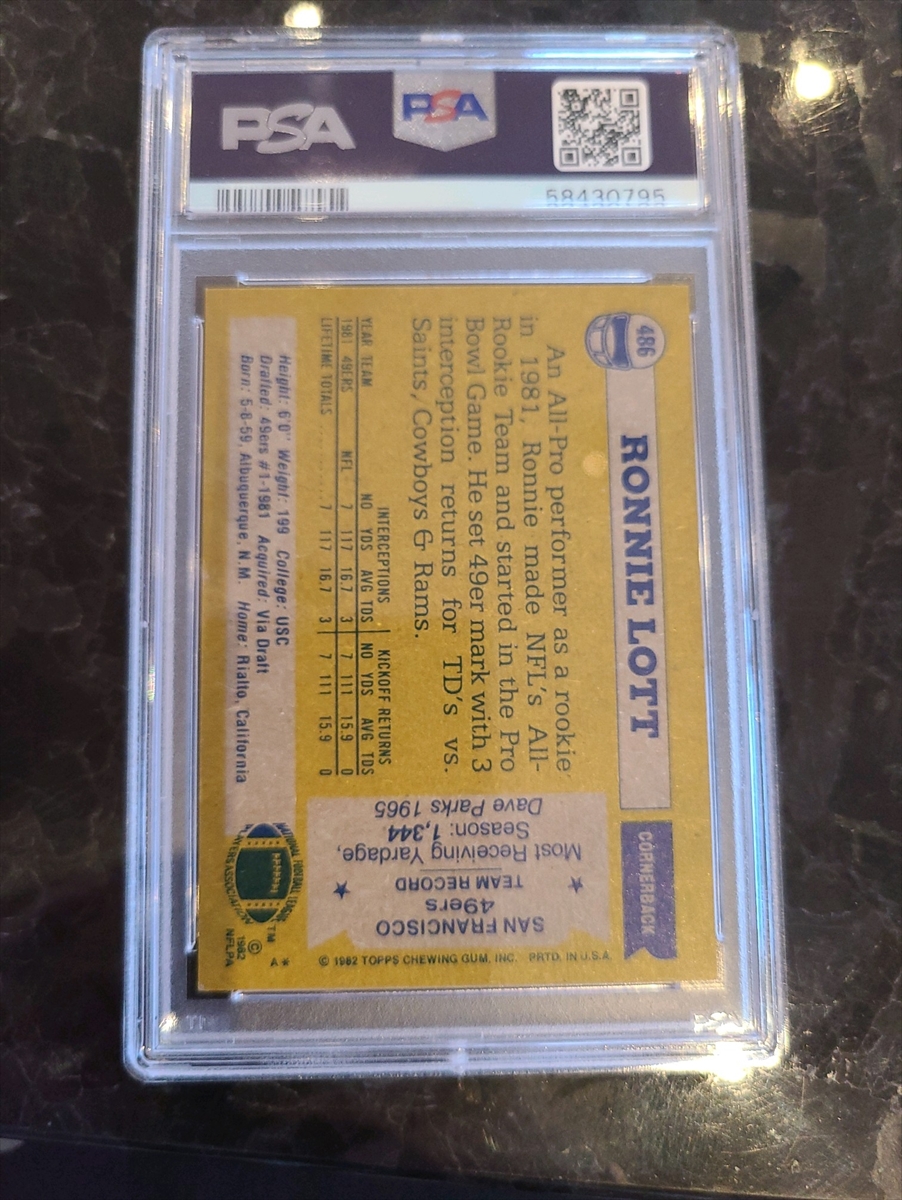 PSA
PSA
58430795
486
RONNIE LOTT
CORNERBACK
An All-Pro performer as a rookie
in 1981, Ronnie made NFL's All-
Rookie Team and started in the Pro
Bowl Game. He set 49er mark with 3
interception returns for TD's vs.
Saints, Cowboys & Rams.
INTERCEPTIONS KICKOFF RETURNS
YEAR TEAM NO YDS AVG TDS NO YDS AVG TDS
1981 49ERS NFL 7 117 16.7 3 7 111 15.9 0
LIFETIME TOTALS ....... 7 117 16.7 3 7 111 15.9 0
Height: 6'0" Weight: 199 College: USC
Drafted: 49ers #1-1981 Acquired: Via Draft
Born: 5-8-59, Albuquerque, N.M. Home: Rialto, California
SAN FRANCISCO
49ers
TEAM RECORD
Most Receiving Yardage,
Season: 1,344
Dave Parks 1965
NATIONAL FOOTBALL LEAGUE
PLAYERS ASSOCIATION
TM
© 1982
NFLPA
A*
© 1982 TOPPS CHEWING GUM, INC. PRTD. IN U.S.A.